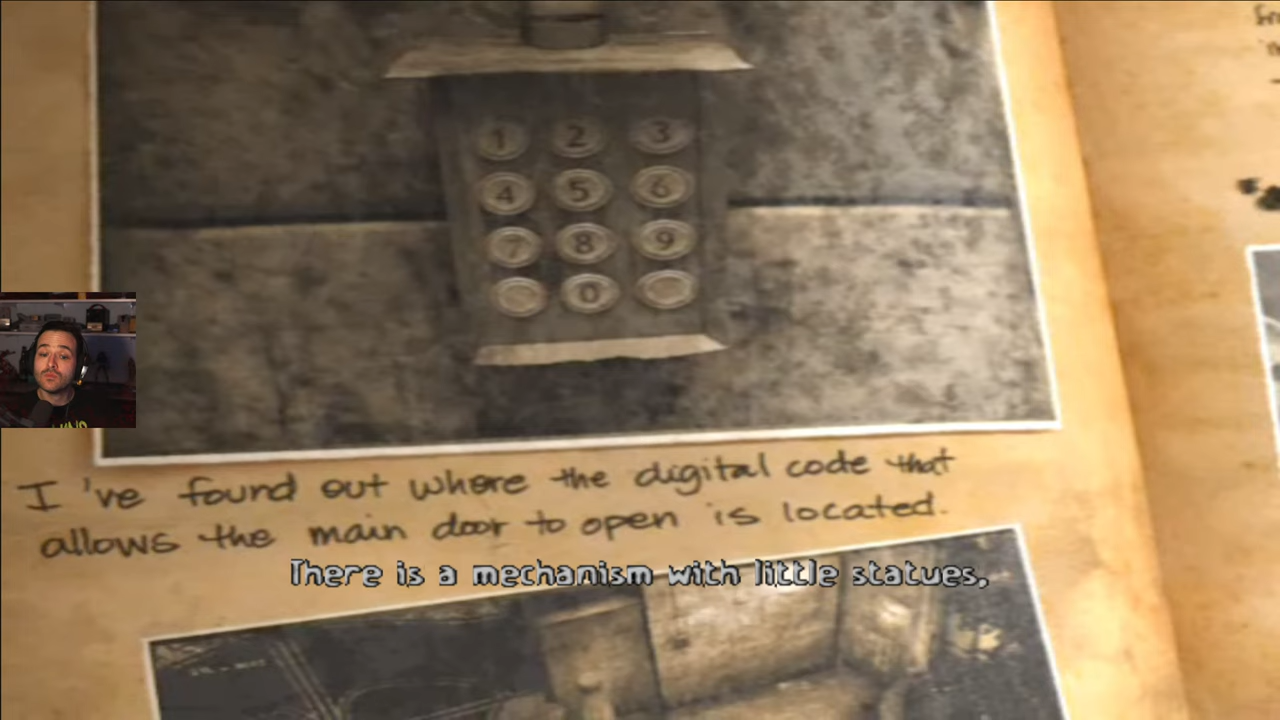 1 2 3
4 5 6
7 8 9
0
I've found out where the digital code that
allows the main door to open is located.
There is a mechanism with little statues,